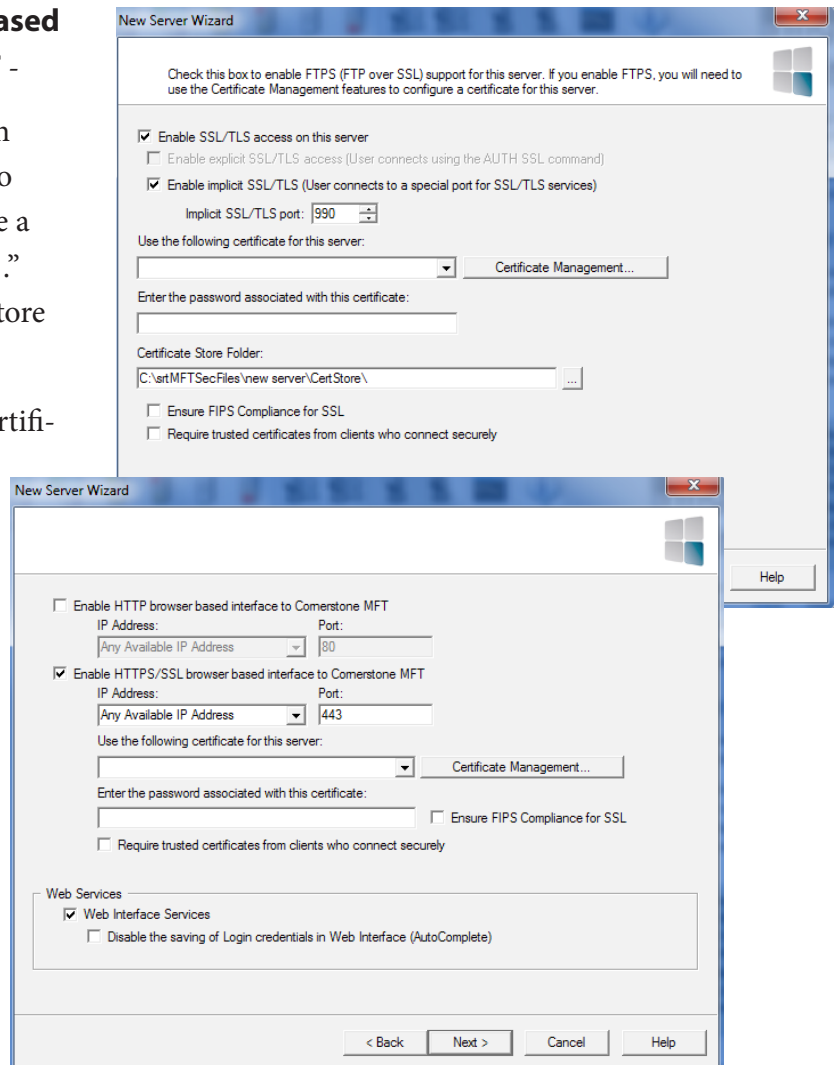 ased
” -
n
o
e a
.”
tore
rtifi-
New Server Wizard
Check this box to enable FTPS (FTP over SSL) support for this server. If you enable FTPS, you will need to
use the Certificate Management features to configure a certificate for this server.
Enable SSL/TLS access on this server
Enable explicit SSL/TLS access (User connects using the AUTH SSL command)
Enable implicit SSL/TLS (User connects to a special port for SSL/TLS services)
Implicit SSL/TLS port: 990
Use the following certificate for this server:
Certificate Management...
Enter the password associated with this certificate:
Certificate Store Folder:
C:\srtMFTSecFiles\new server\CertStore\ ...
Ensure FIPS Compliance for SSL
Require trusted certificates from clients who connect securely
Help
New Server Wizard
Enable HTTP browser based interface to Cornerstone MFT
IP Address: Port:
Any Available IP Address 80
Enable HTTPS/SSL browser based interface to Cornerstone MFT
IP Address: Port:
Any Available IP Address 443
Use the following certificate for this server:
Certificate Management...
Enter the password associated with this certificate:
Ensure FIPS Compliance for SSL
Require trusted certificates from clients who connect securely
Web Services
Web Interface Services
Disable the saving of Login credentials in Web Interface (AutoComplete)
< Back Next > Cancel Help